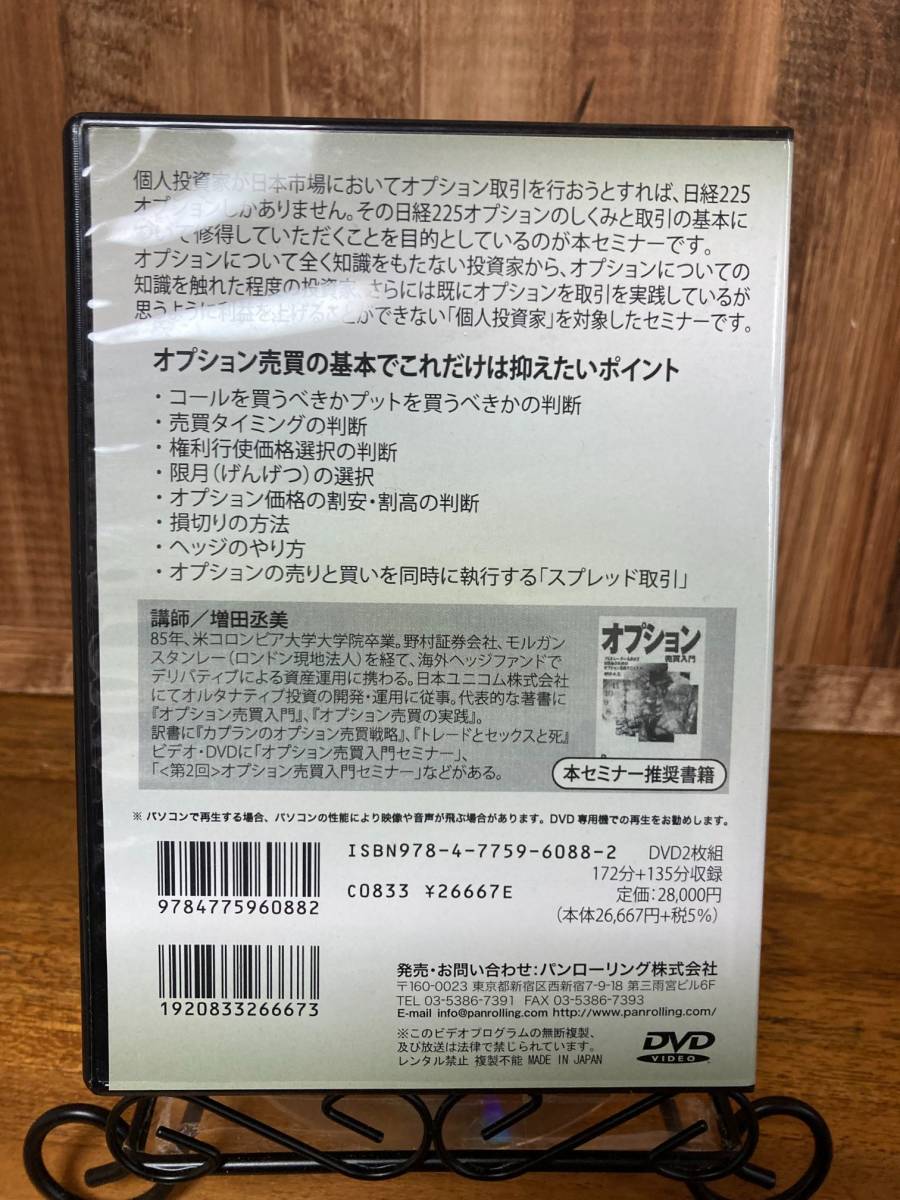 個人投資家が日本市場においてオプション取引を行おうとすれば、日経225
オプションしかありません。その日経225オプションのしくみと取引の基本に
ついて修得していただくことを目的としているのが本セミナーです。
オプションについて全く知識をもたない投資家から、オプションについての
知識を触れた程度の投資家、さらには既にオプションを取引を実践しているが
思うように利益を上げることができない「個人投資家」を対象したセミナーです。
オプション売買の基本でこれだけは抑えたいポイント
・コールを買うべきかプットを買うべきかの判断
・売買タイミングの判断
・権利行使価格選択の判断
・限月（げんげつ）の選択
・オプション価格の割安・割高の判断
・損切りの方法
・ヘッジのやり方
・オプションの売りと買いを同時に執行する「スプレッド取引」
講師／増田丞美
85年、米コロンビア大学大学院卒業。野村証券会社、モルガン
スタンレー（ロンドン現地法人）を経て、海外ヘッジファンドで
デリバティブによる資産運用に携わる。日本ユニコム株式会社
にてオルタナティブ投資の開発・運用に従事。代表的な著書に
『オプション売買入門』、『オプション売買の実践』。
訳書に『カプランのオプション売買戦略』、『トレードとセックスと死』
ビデオ・DVDに「オプション売買入門セミナー」、
「<第2回>オプション売買入門セミナー」などがある。
オプション
売買入門
本セミナー推奨書籍
※ パソコンで再生する場合、パソコンの性能により映像や音声が飛ぶ場合があります。DVD専用機での再生をお勧めします。
ISBN978-4-7759-6088-2
DVD2枚組
172分+135分収録
C0833 ¥26667E
定価：28,000円
（本体26,667円+税5%）
9784775960882
1920833266673
発売・お問い合わせ：パンローリング株式会社
〒160-0023 東京都新宿区西新宿7-9-18 第三雨宮ビル6F
TEL 03-5386-7391 FAX 03-5386-7393
E-mail info@panrolling.com http://www.panrolling.com/
※このビデオプログラムの無断複製、
及び放送は法律で禁じられています。
レンタル禁止 複製不能 MADE IN JAPAN
DVD
VIDEO